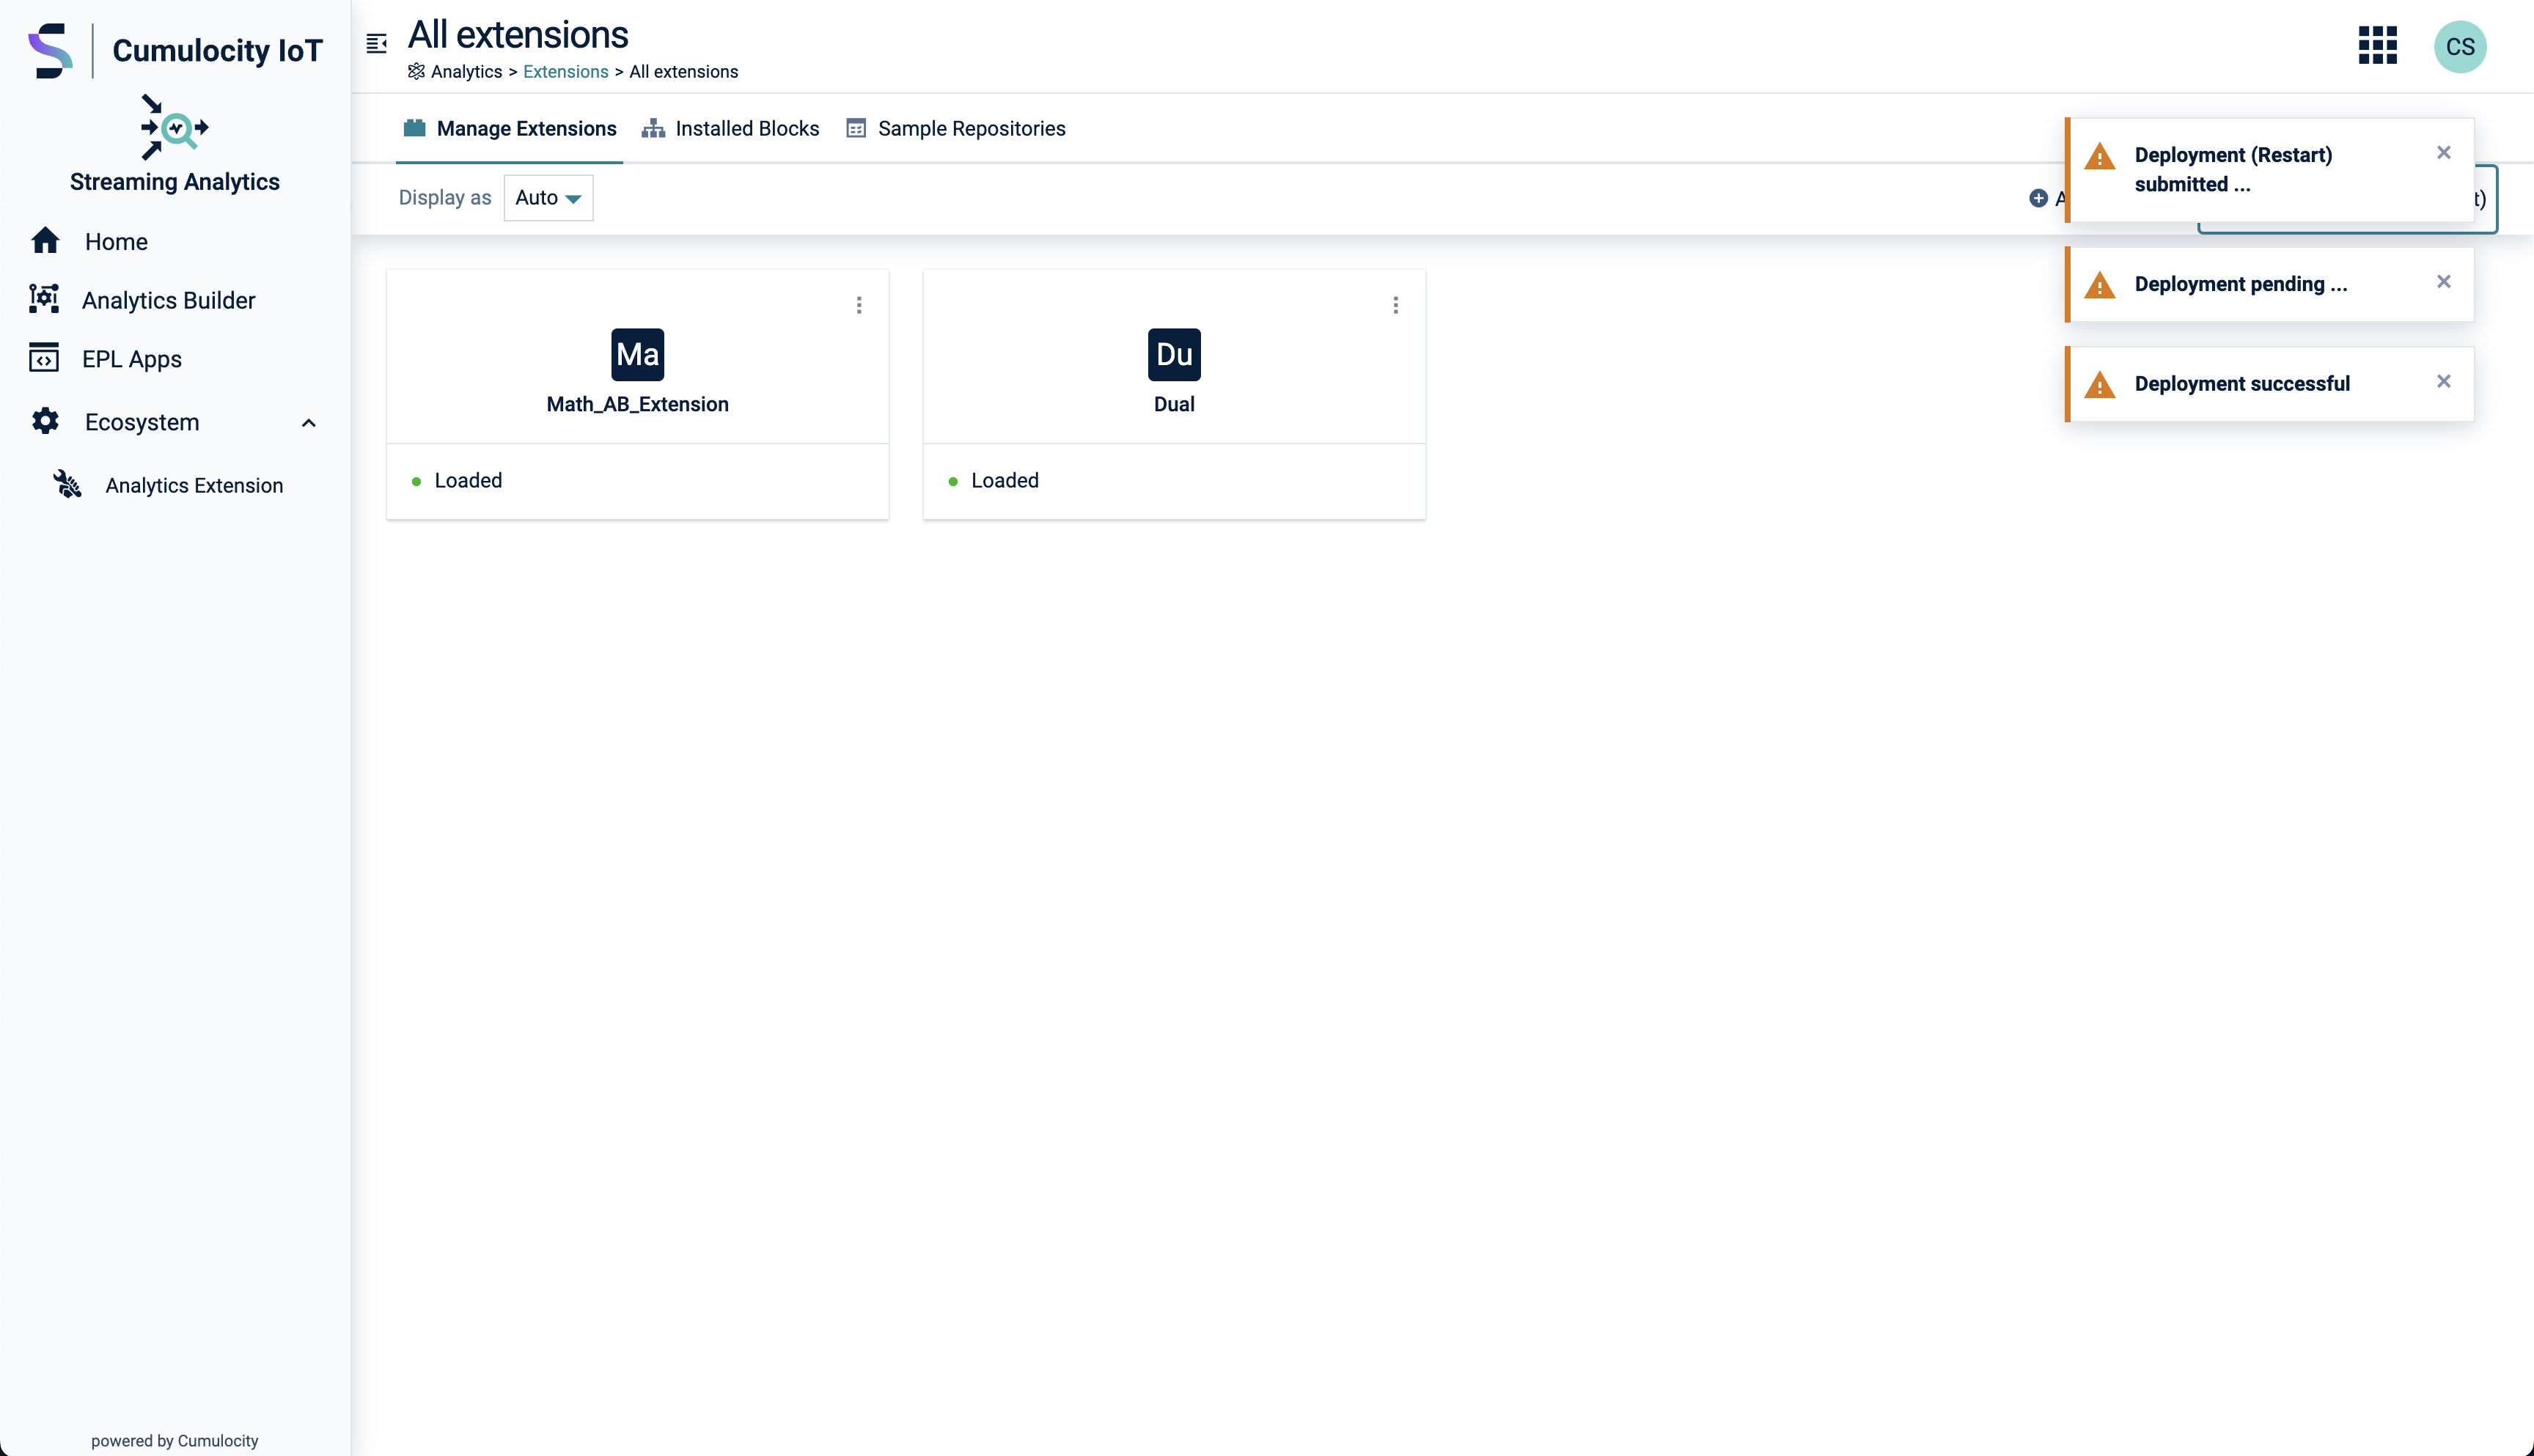 Cumulocity IoT
Streaming Analytics
Home
Analytics Builder
EPL Apps
Ecosystem
Analytics Extension
powered by Cumulocity
All extensions
Analytics > Extensions > All extensions
CS
Manage Extensions
Installed Blocks
Sample Repositories
Display as
Auto
Deployment (Restart)
submitted ...
Deployment pending ...
Deployment successful
Ma
Math_AB_Extension
Loaded
Du
Dual
Loaded